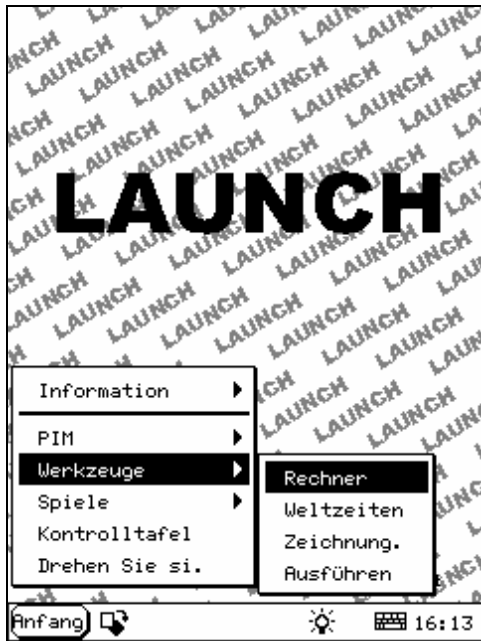 LAUNCH
Information
PIM
Werkzeuge
Spiele
Kontrolltafel
Drehen Sie si.
Rechner
Weltzeiten
Zeichnung.
Ausführen
Anfang
16:13